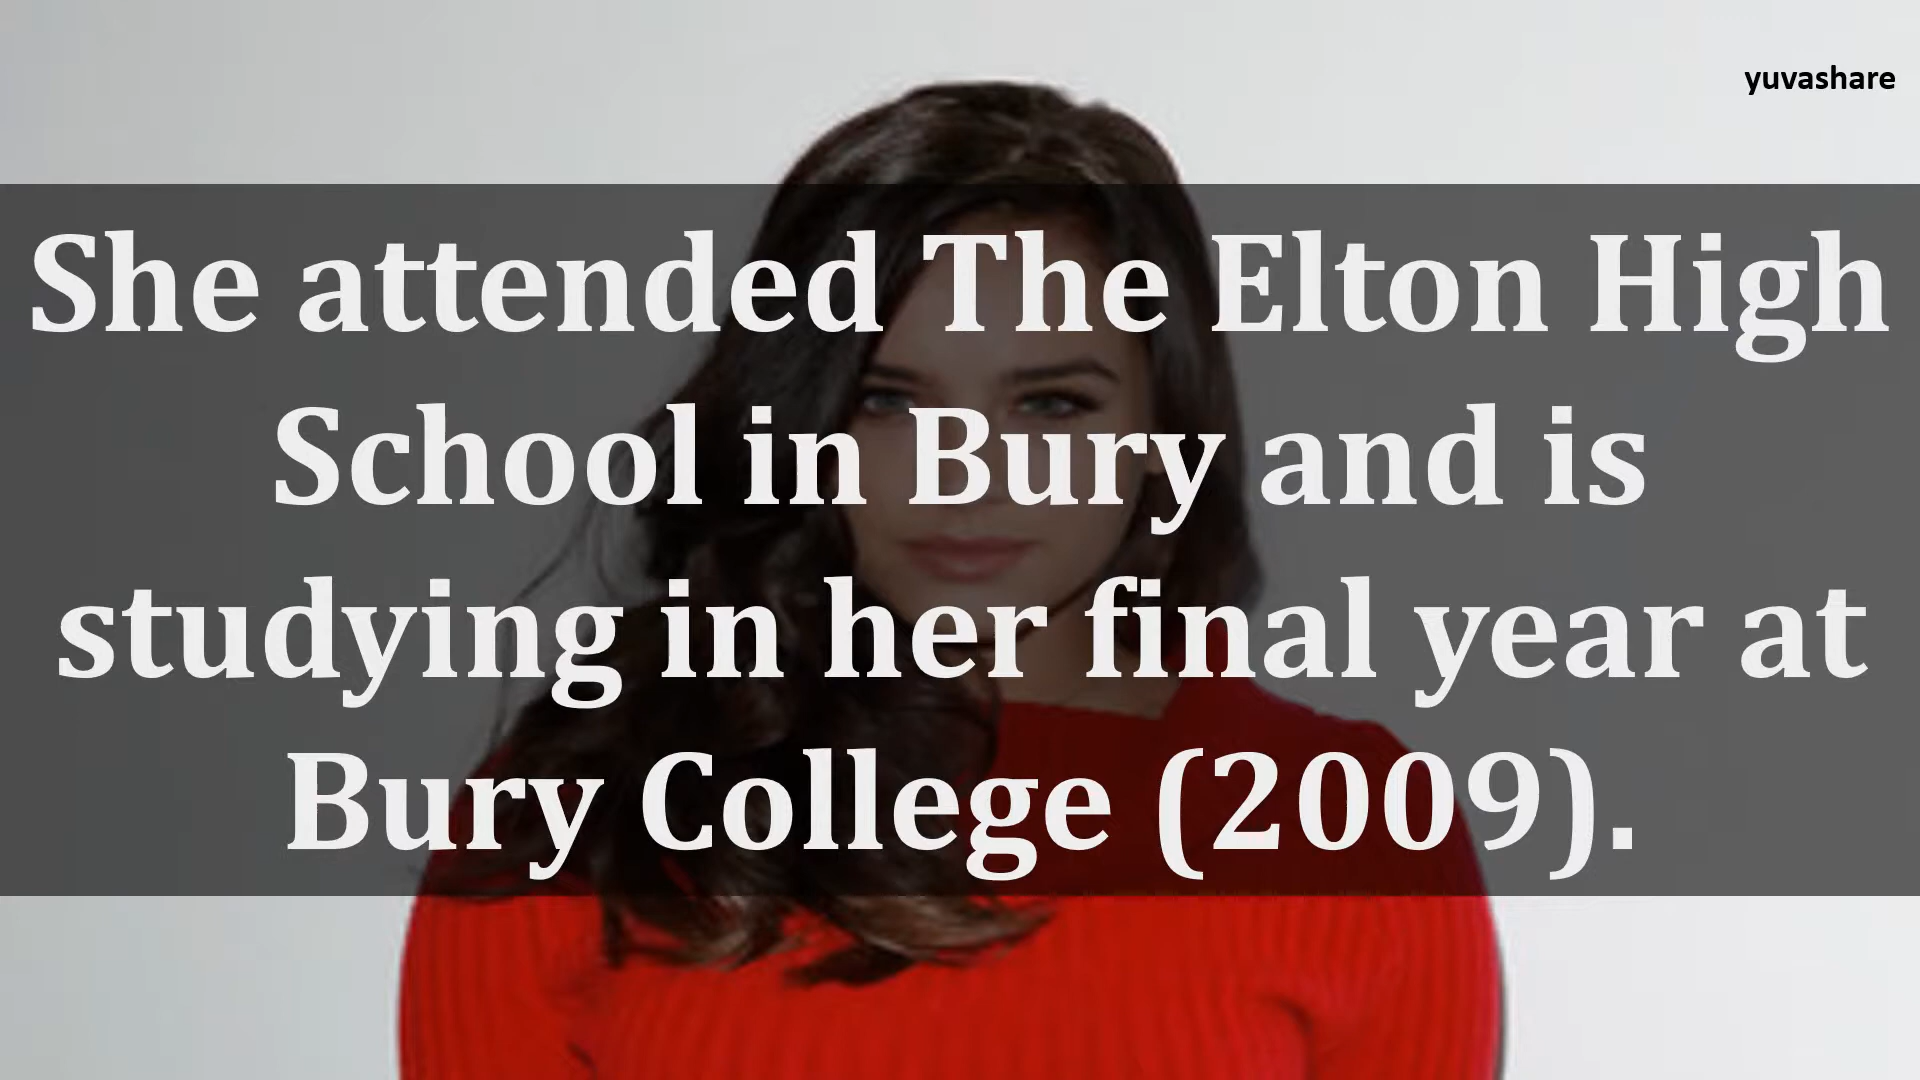 yuvashare
She attended The Elton High
School in Bury and is
studying in her final year at
Bury College (2009).